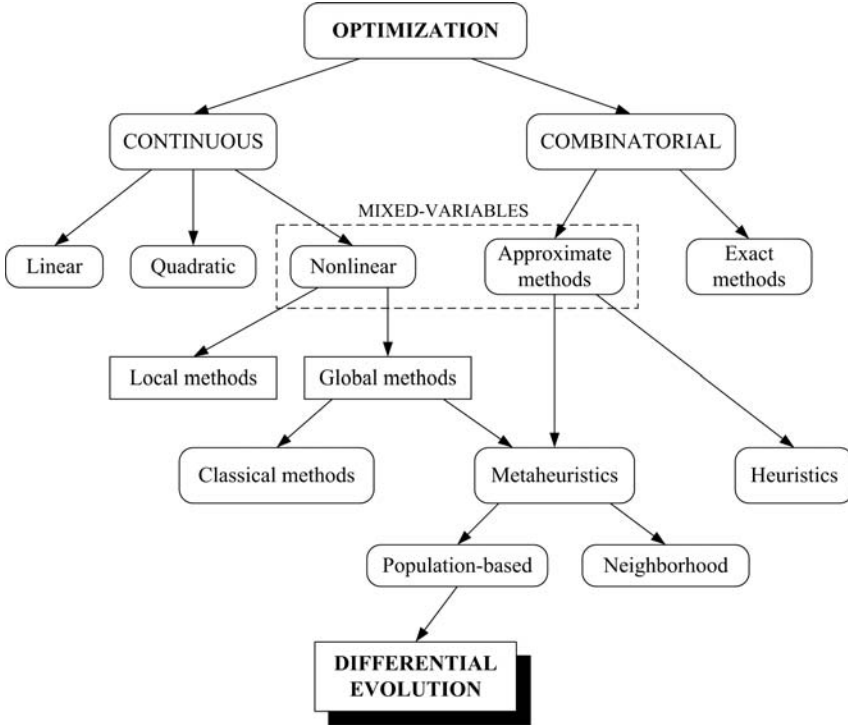 OPTIMIZATION
CONTINUOUS
COMBINATORIAL
MIXED-VARIABLES
Linear
Quadratic
Nonlinear
Approximate
methods
Exact
methods
Local methods
Global methods
Classical methods
Metaheuristics
Heuristics
Population-based
Neighborhood
DIFFERENTIAL
EVOLUTION